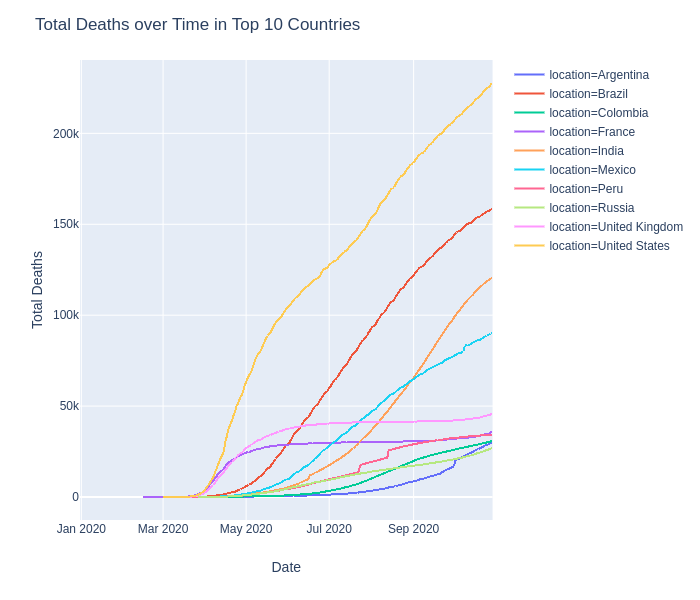 Total Deaths over Time in Top 10 Countries
location=Argentina
location=Brazil
location=Colombia
location=France
location=India
location=Mexico
location=Peru
location=Russia
location=United Kingdom
location=United States
Total Deaths
200k
150k
100k
50k
0
Jan 2020
Mar 2020
May 2020
Jul 2020
Sep 2020
Date